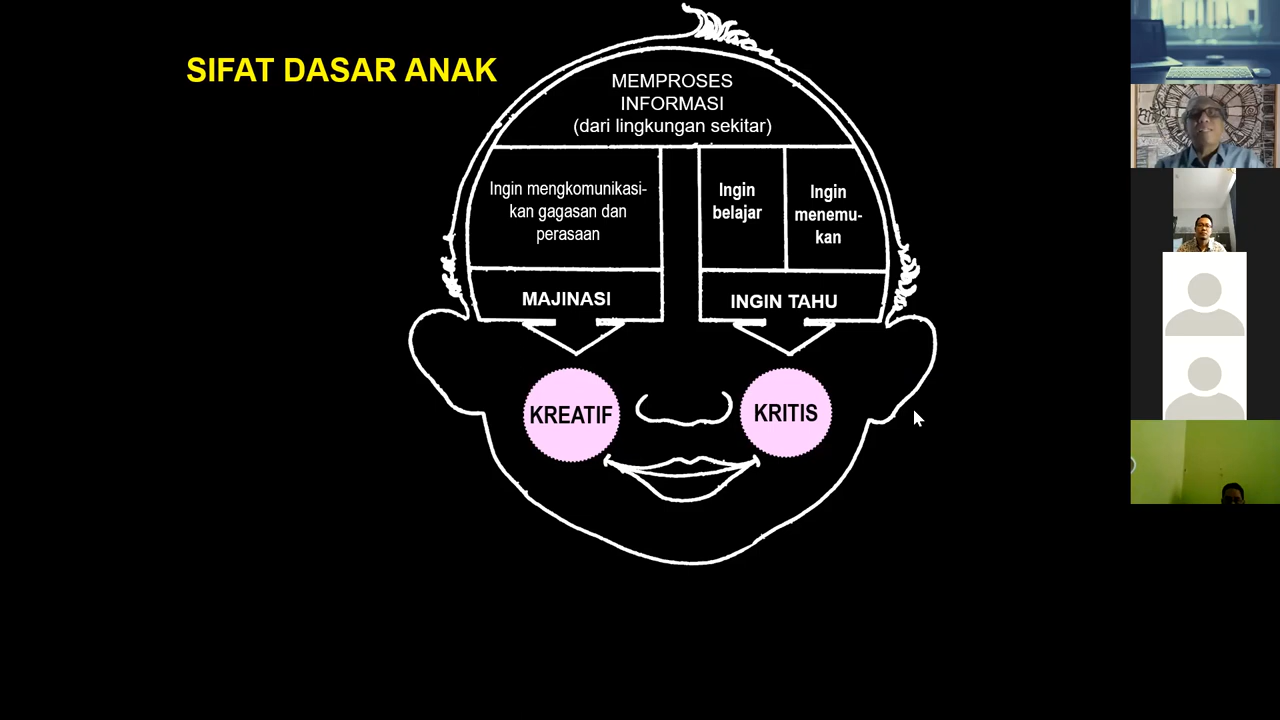 SIFAT DASAR ANAK
MEMPROSES
INFORMASI
(dari lingkungan sekitar)
Ingin mengkomunikasi-
kan gagasan dan
perasaan
Ingin
belajar
Ingin
menemu-
kan
MAJINASI
INGIN TAHU
KREATIF
KRITIS